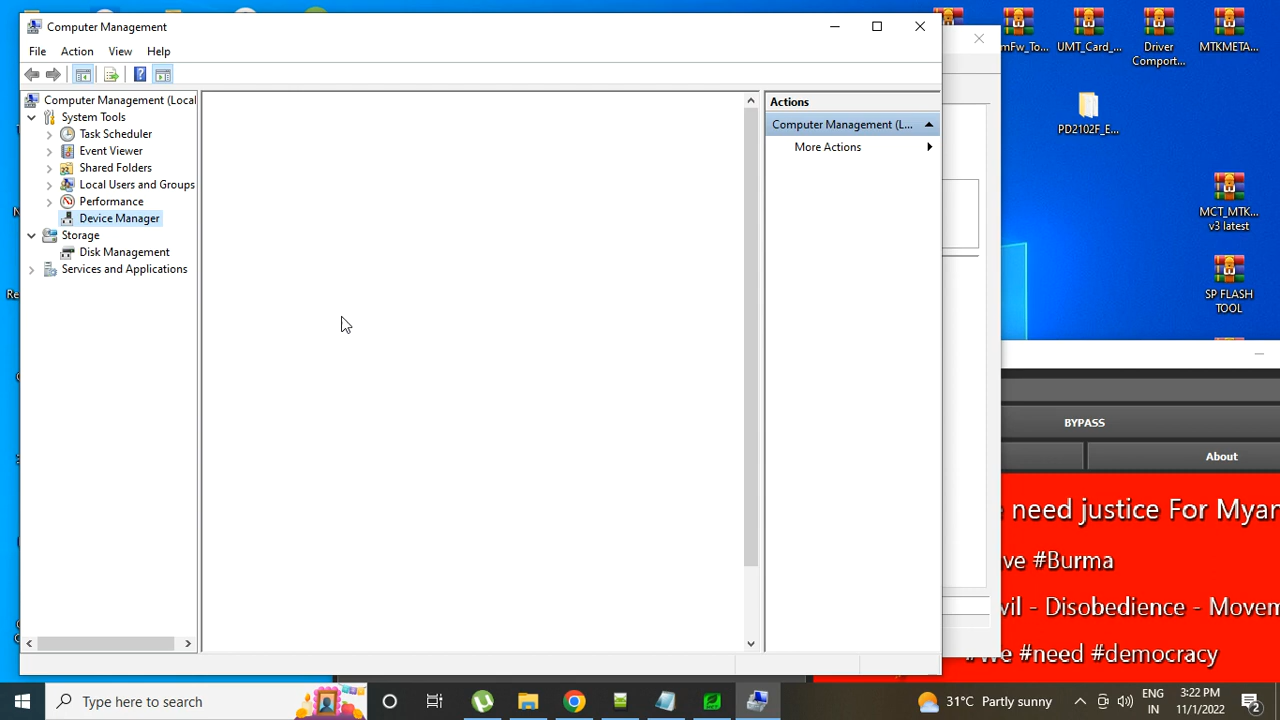 Computer Management
File Action View Help
Computer Management (Local
System Tools
Task Scheduler
Event Viewer
Shared Folders
Local Users and Groups
Performance
Device Manager
Storage
Disk Management
Services and Applications
Actions
Computer Management (L...
More Actions
mFw_To...
UMT_Card_...
Driver
Comport...
MTKMETA...
PD2102F_E...
MCT_MTK...
v3 latest
SP FLASH
TOOL
BYPASS
About
need justice For Myan
ve #Burma
vil - Disobedience - Movem
#We #need #democracy
Type here to search
31°C Partly sunny
ENG
IN
3:22 PM
11/1/2022
2